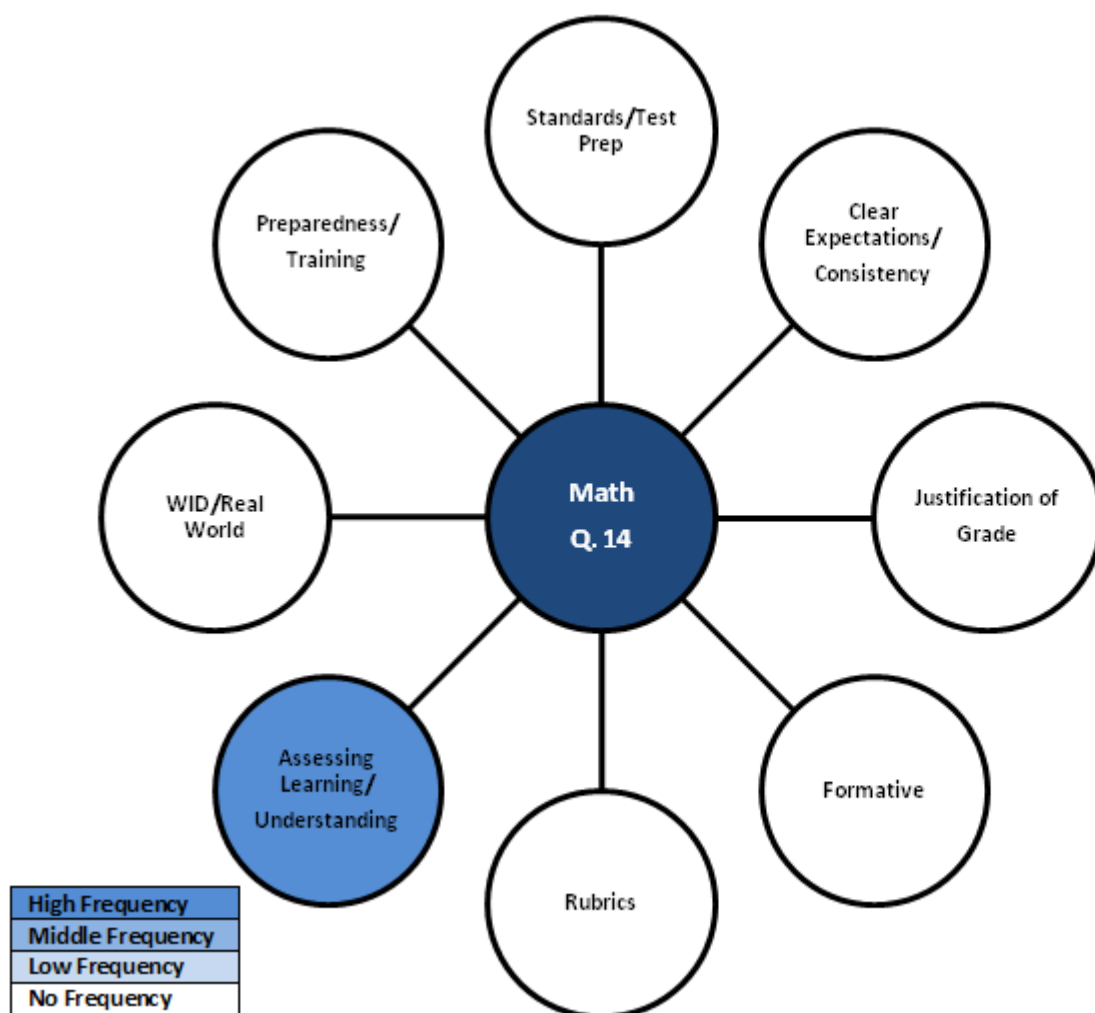 Standards/Test
Prep
Clear
Expectations/
Consistency
Preparedness/
Training
Math
Q. 14
WID/Real
World
Justification of
Grade
Assessing
Learning/
Understanding
Formative
Rubrics
High Frequency
Middle Frequency
Low Frequency
No Frequency